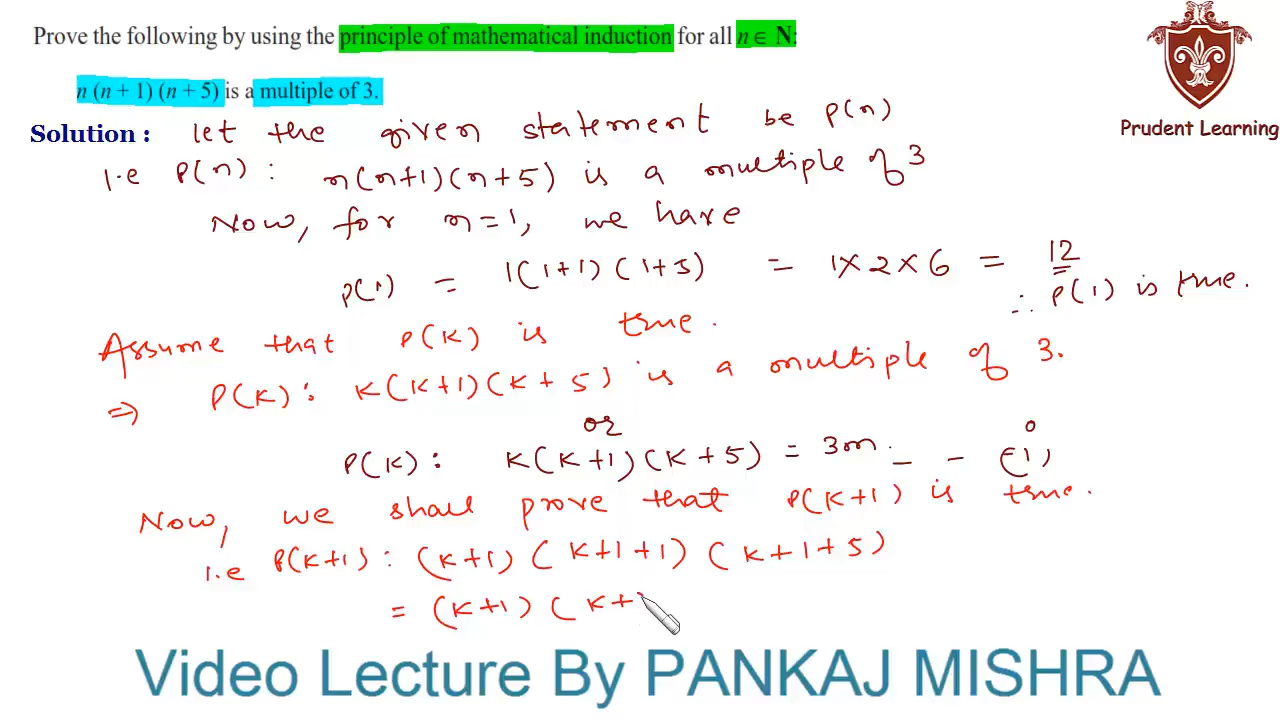 Prove the following by using the principle of mathematical induction for all n ∈ N:
n (n + 1) (n + 5) is a multiple of 3.
Prudent Learning
Solution : let the given statement be P(n)
i.e P(n) : n(n+1)(n+5) is a multiple of 3
Now, for n=1, we have
P(1) = 1(1+1)(1+5) = 1×2×6 = 12
∴ P(1) is true.
Assume that P(K) is true.
⇒ P(K) : K(K+1)(K+5) is a multiple of 3.
or
P(K) : K(K+1)(K+5) = 3m _ _ (i)
Now, we shall prove that P(K+1) is true.
i.e P(K+1) : (K+1)(K+1+1)(K+1+5)
= (K+1)(K+
Video Lecture By PANKAJ MISHRA